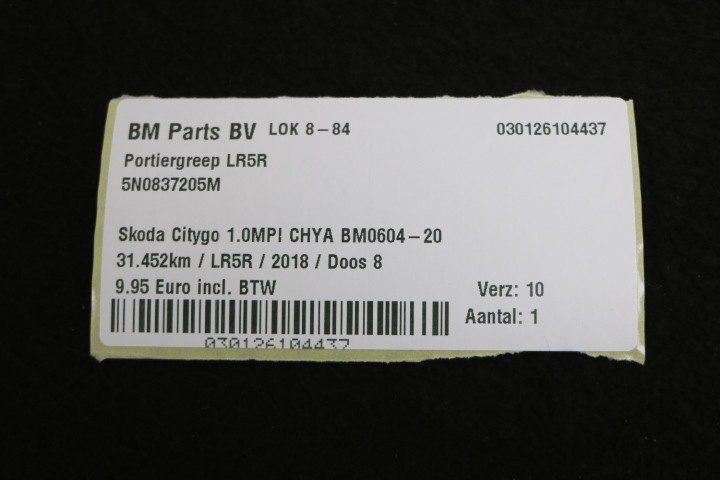 BM Parts BV LOK 8-84 030126104437
Portiergreep LR5R
5N0837205M
Skoda Citygo 1.0MPI CHYA BM0604-20
31.452km / LR5R / 2018 / Doos 8
9.95 Euro incl. BTW Verz: 10
Aantal: 1
030126104437